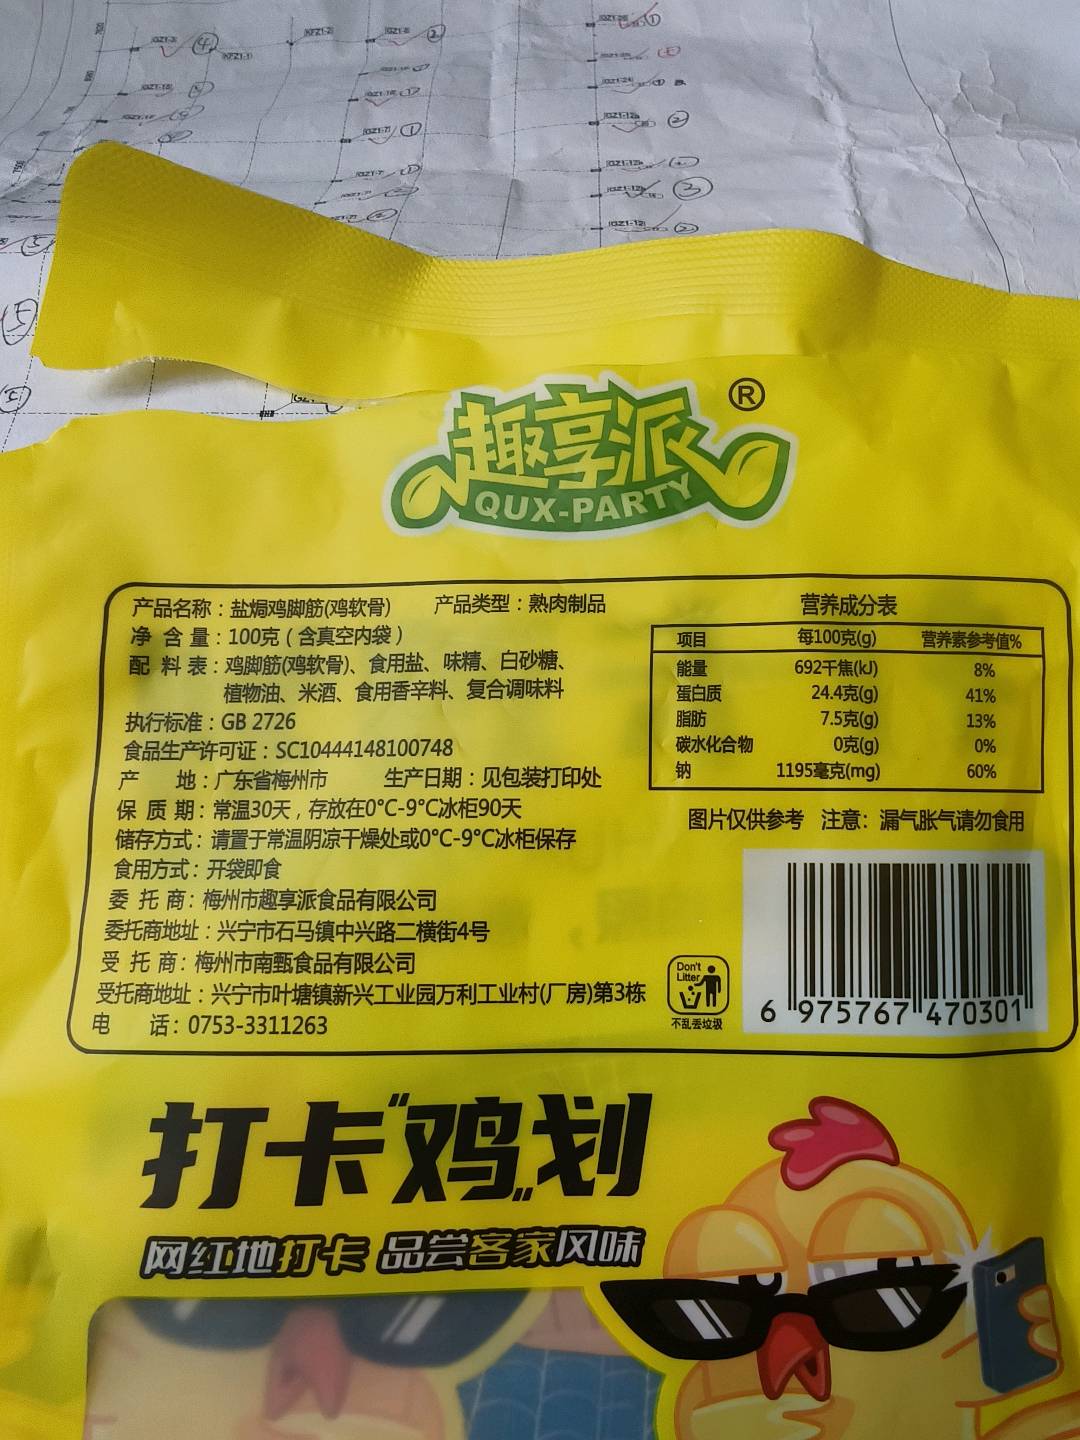 趣享派®
QUX-PARTY
产品名称：盐焗鸡脚筋(鸡软骨) 产品类型：熟肉制品
净 含 量：100克（含真空内袋）
配 料 表：鸡脚筋(鸡软骨)、食用盐、味精、白砂糖、
植物油、米酒、食用香辛料、复合调味料
执行标准：GB 2726
食品生产许可证：SC10444148100748
产 地：广东省梅州市 生产日期：见包装打印处
保 质 期：常温30天，存放在0°C-9°C冰柜90天
储存方式：请置于常温阴凉干燥处或0°C-9°C冰柜保存
食用方式：开袋即食
委 托 商：梅州市趣享派食品有限公司
委托商地址：兴宁市石马镇中兴路二横街4号
受 托 商：梅州市南甄食品有限公司
受托商地址：兴宁市叶塘镇新兴工业园万利工业村(厂房)第3栋
电 话：0753-3311263
营养成分表
项目 每100克(g) 营养素参考值%
能量 692千焦(kJ) 8%
蛋白质 24.4克(g) 41%
脂肪 7.5克(g) 13%
碳水化合物 0克(g) 0%
钠 1195毫克(mg) 60%
图片仅供参考 注意：漏气胀气请勿食用
Don't
Litter
不乱丢垃圾
6 975767 470301
打卡“鸡”划
网红地打卡 品尝客家风味